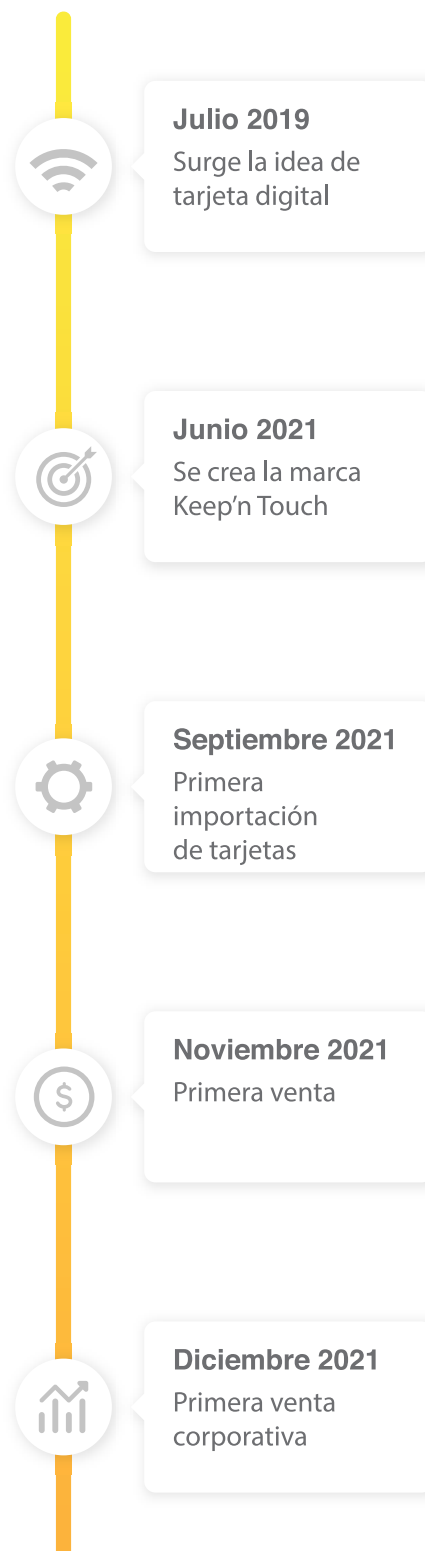 Julio 2019
Surge la idea de
tarjeta digital
Junio 2021
Se crea la marca
Keep’n Touch
Septiembre 2021
Primera
importación
de tarjetas
Noviembre 2021
$
Primera venta
Diciembre 2021
Primera venta
corporativa